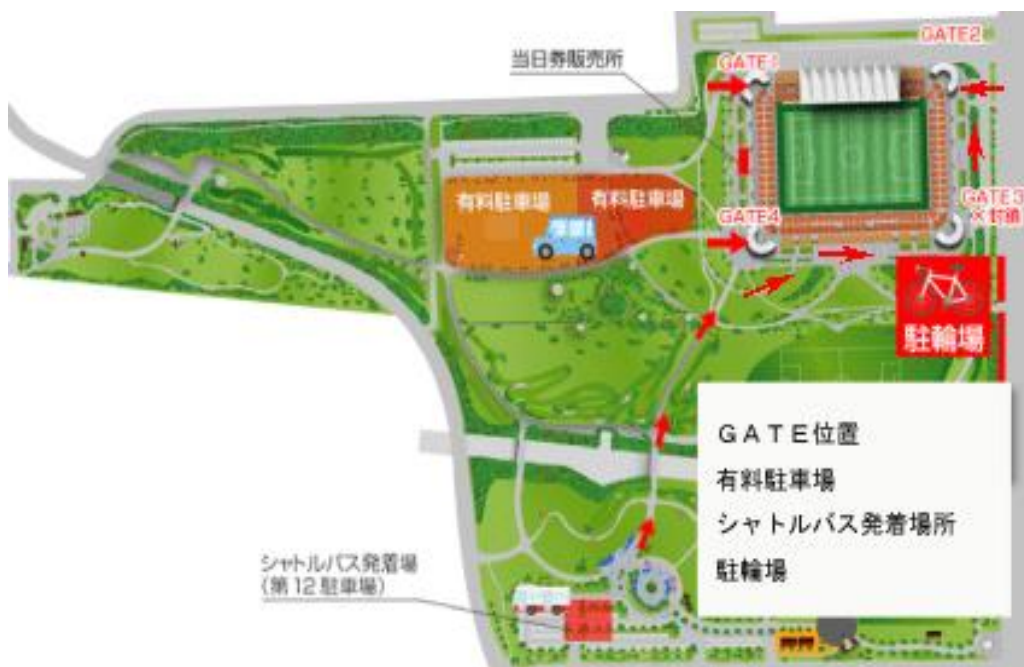 GATE2
当日券販売所
GATE1
有料駐車場
有料駐車場
GATE4
GATE3
×封鎖
駐輪場
GATE位置
有料駐車場
シャトルバス発着場所
駐輪場
シャトルバス発着場
(第12駐車場)